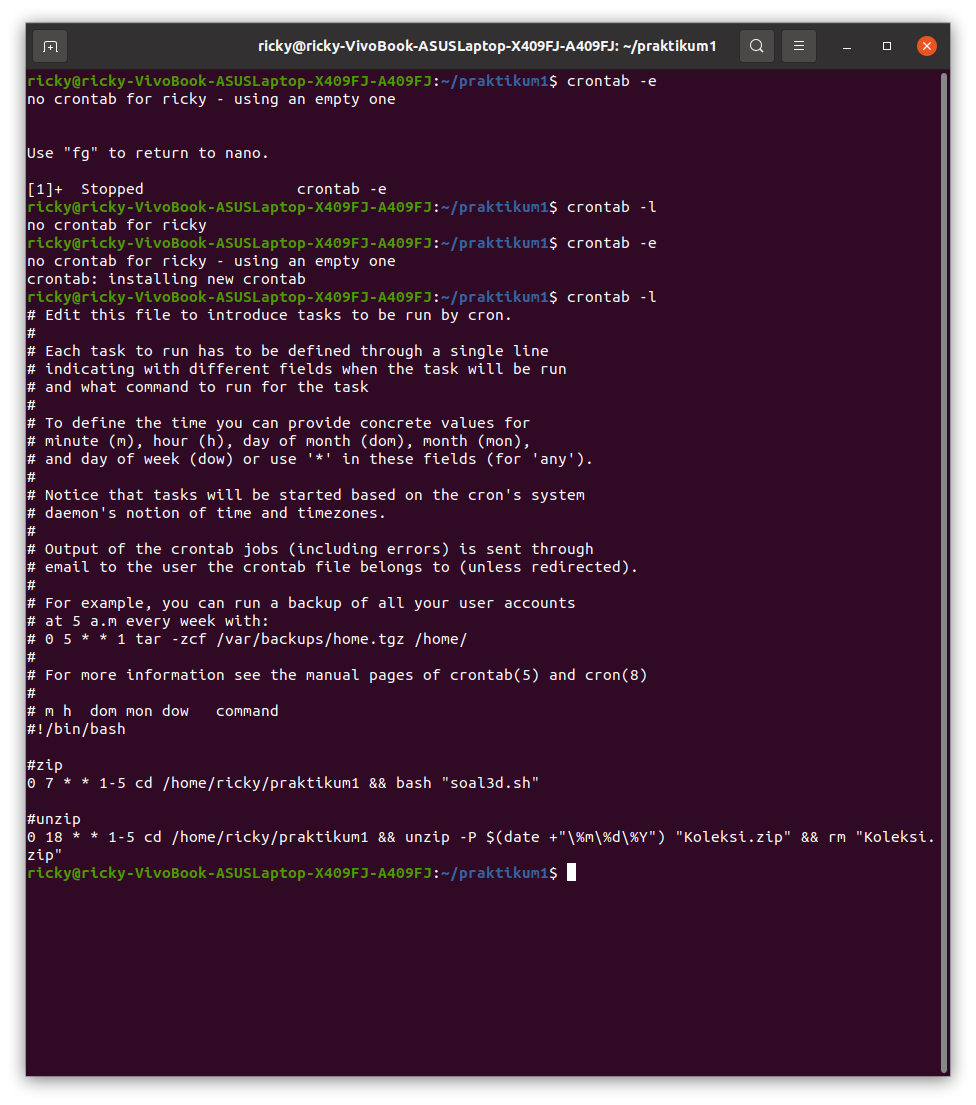 ricky@ricky-VivoBook-ASUSLaptop-X409FJ-A409FJ: ~/praktikum1
ricky@ricky-VivoBook-ASUSLaptop-X409FJ-A409FJ:~/praktikum1$ crontab -e
no crontab for ricky - using an empty one
Use "fg" to return to nano.
[1]+  Stopped                 crontab -e
ricky@ricky-VivoBook-ASUSLaptop-X409FJ-A409FJ:~/praktikum1$ crontab -l
no crontab for ricky
ricky@ricky-VivoBook-ASUSLaptop-X409FJ-A409FJ:~/praktikum1$ crontab -e
no crontab for ricky - using an empty one
crontab: installing new crontab
ricky@ricky-VivoBook-ASUSLaptop-X409FJ-A409FJ:~/praktikum1$ crontab -l
# Edit this file to introduce tasks to be run by cron.
#
# Each task to run has to be defined through a single line
# indicating with different fields when the task will be run
# and what command to run for the task
#
# To define the time you can provide concrete values for
# minute (m), hour (h), day of month (dom), month (mon),
# and day of week (dow) or use '*' in these fields (for 'any').
#
# Notice that tasks will be started based on the cron's system
# daemon's notion of time and timezones.
#
# Output of the crontab jobs (including errors) is sent through
# email to the user the crontab file belongs to (unless redirected).
#
# For example, you can run a backup of all your user accounts
# at 5 a.m every week with:
# 0 5 * * 1 tar -zcf /var/backups/home.tgz /home/
#
# For more information see the manual pages of crontab(5) and cron(8)
#
# m h  dom mon dow   command
#!/bin/bash
#zip
0 7 * * 1-5 cd /home/ricky/praktikum1 && bash "soal3d.sh"
#unzip
0 18 * * 1-5 cd /home/ricky/praktikum1 && unzip -P $(date +"\%m\%d\%Y") "Koleksi.zip" && rm "Koleksi.
zip"
ricky@ricky-VivoBook-ASUSLaptop-X409FJ-A409FJ:~/praktikum1$